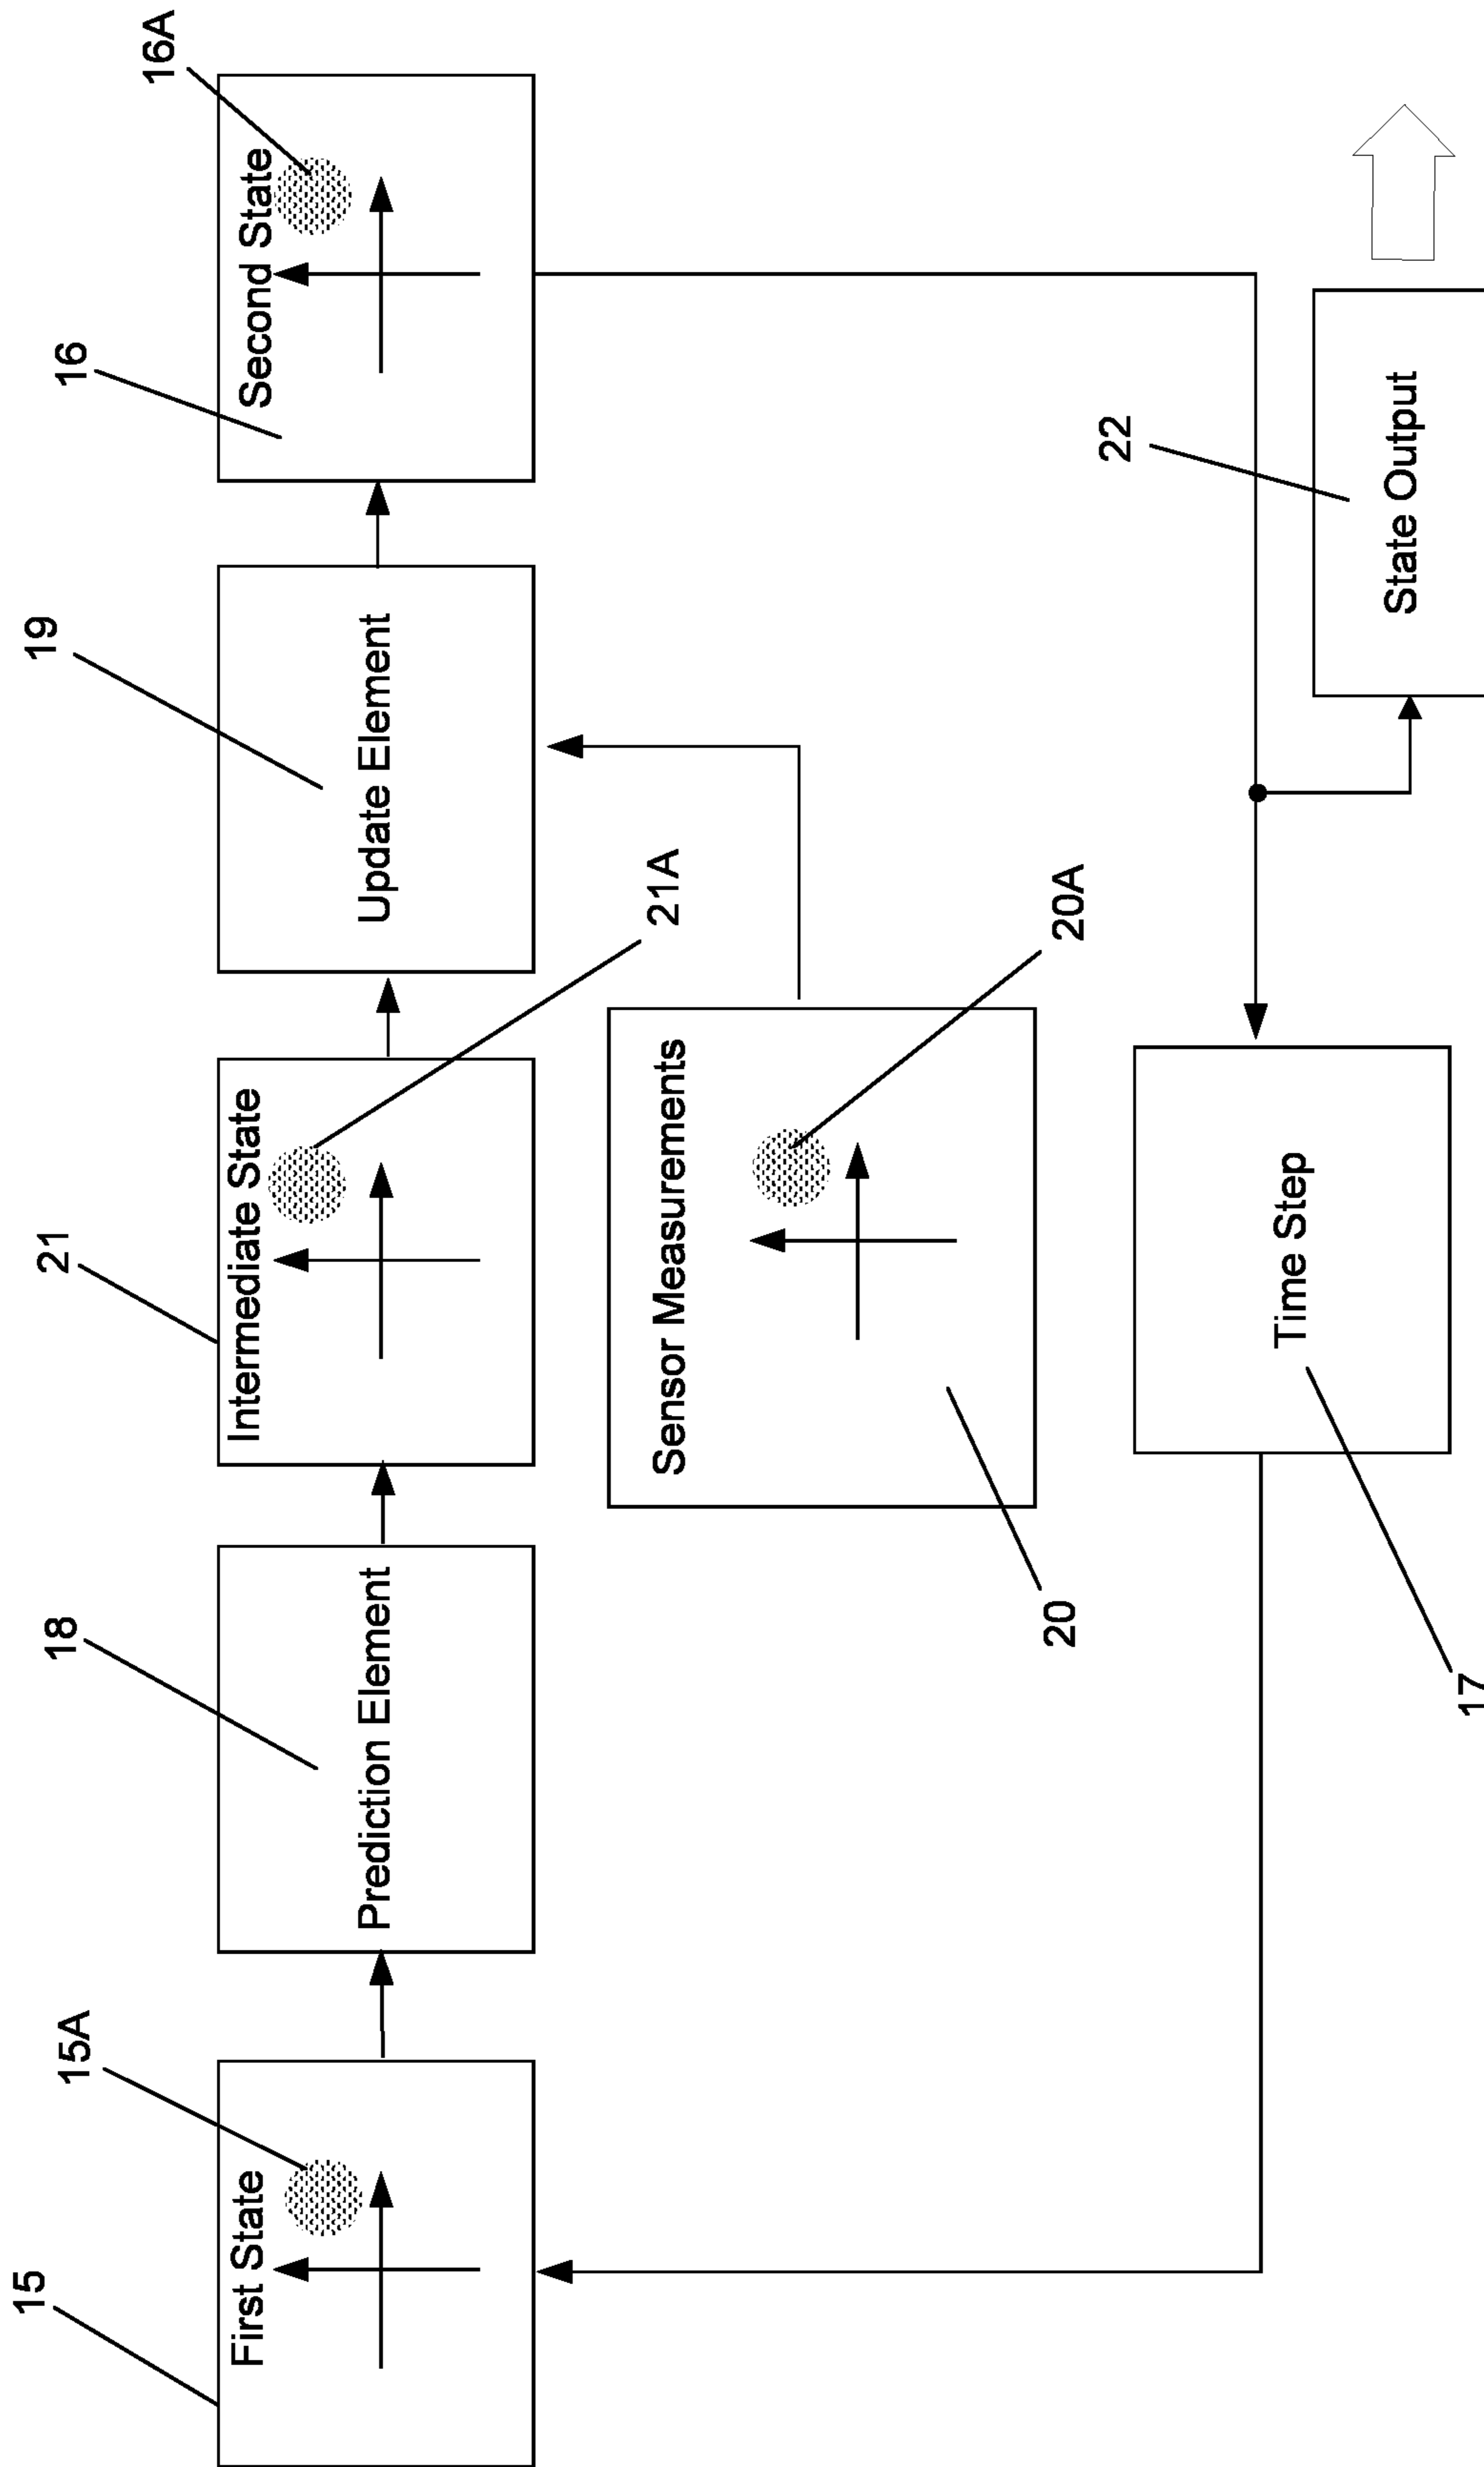 15
15A
18
21
19
16
16A
First State
Prediction Element
Intermediate State
Update Element
Second State
21A
Sensor Measurements
20A
20
22
Time Step
State Output
17